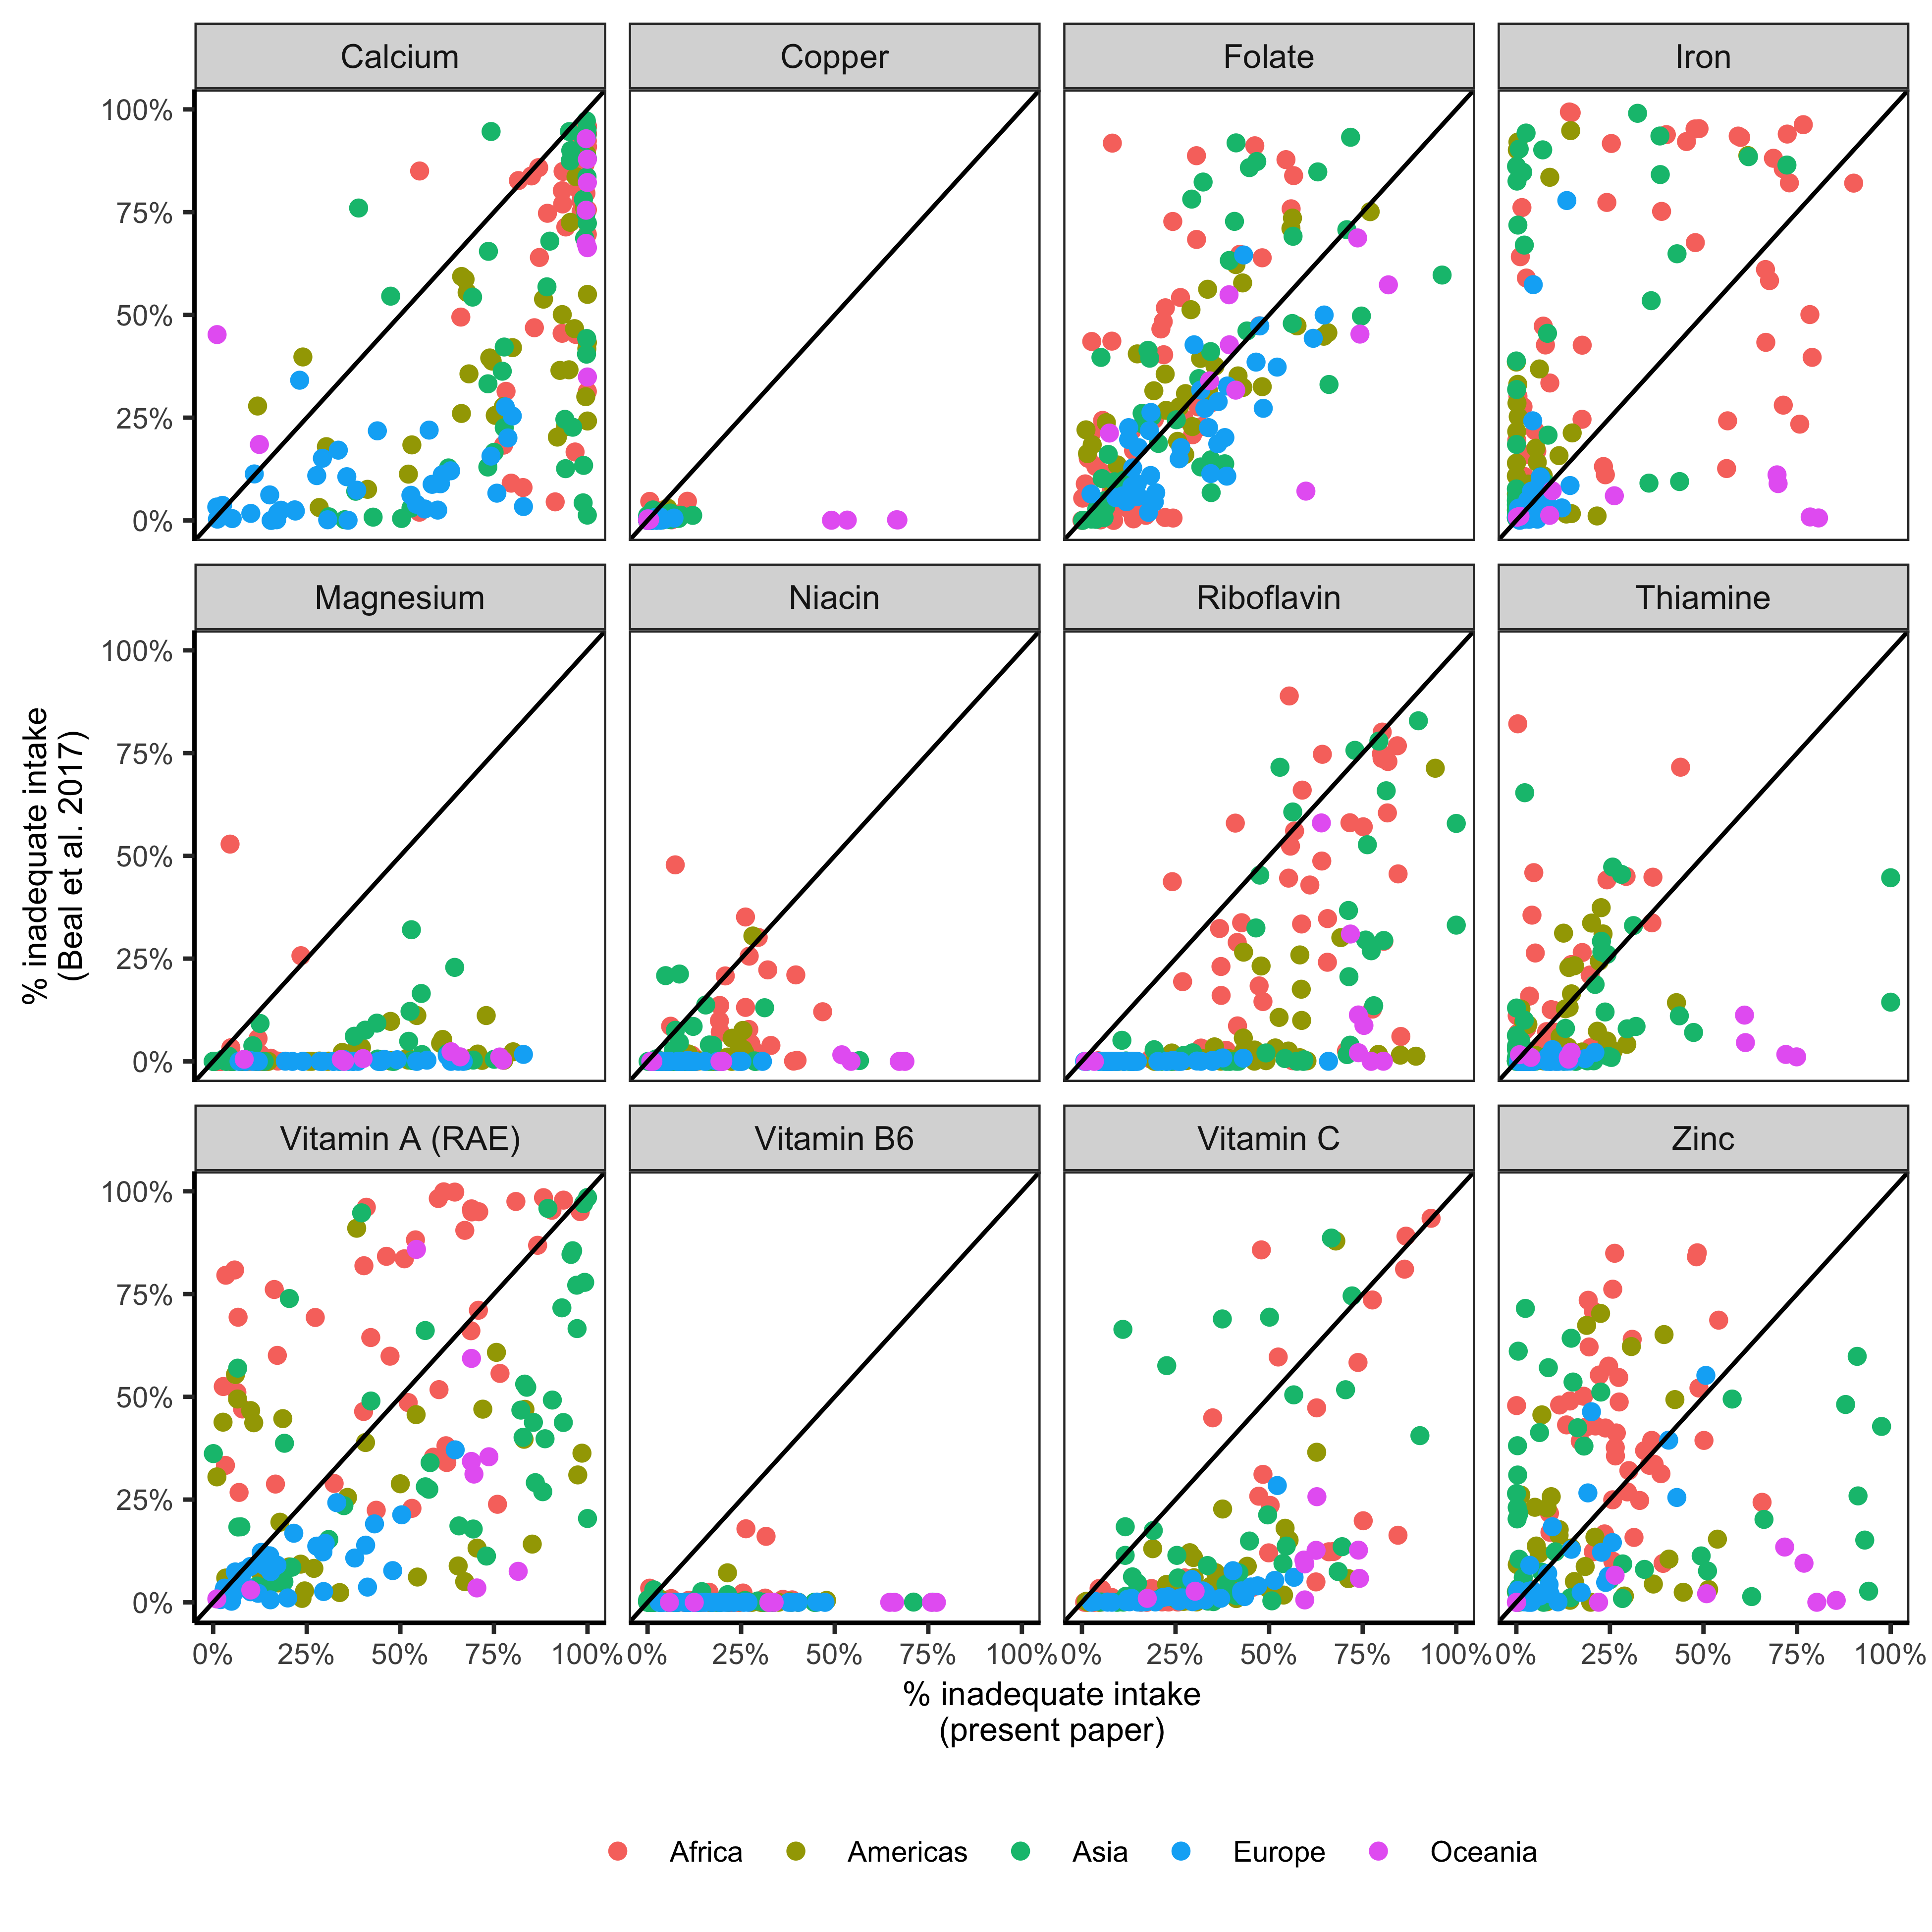 Calcium Copper Folate Iron
100%
75%
50%
25%
0%
Magnesium Niacin Riboflavin Thiamine
100%
75%
50%
25%
0%
% inadequate intake
(Beal et al. 2017)
Vitamin A (RAE) Vitamin B6 Vitamin C Zinc
100%
75%
50%
25%
0%
0% 25% 50% 75% 100% 0% 25% 50% 75% 100% 0% 25% 50% 75% 100% 0% 25% 50% 75% 100%
% inadequate intake
(present paper)
Africa Americas Asia Europe Oceania